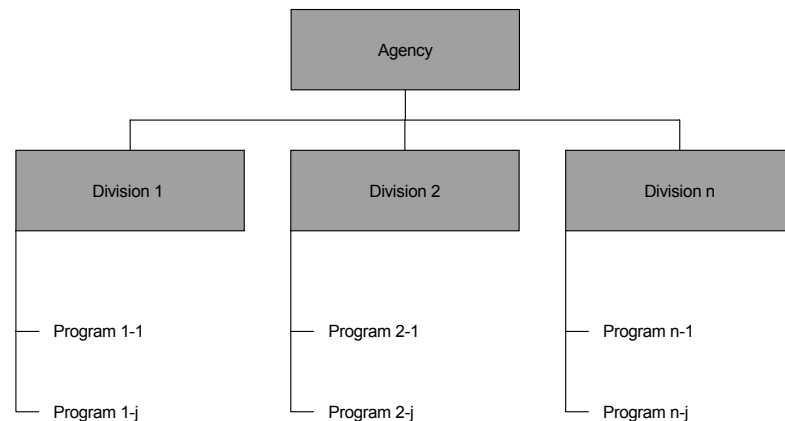 Agency
Division 1
Division 2
Division n
Program 1-1
Program 2-1
Program n-1
Program 1-j
Program 2-j
Program n-j